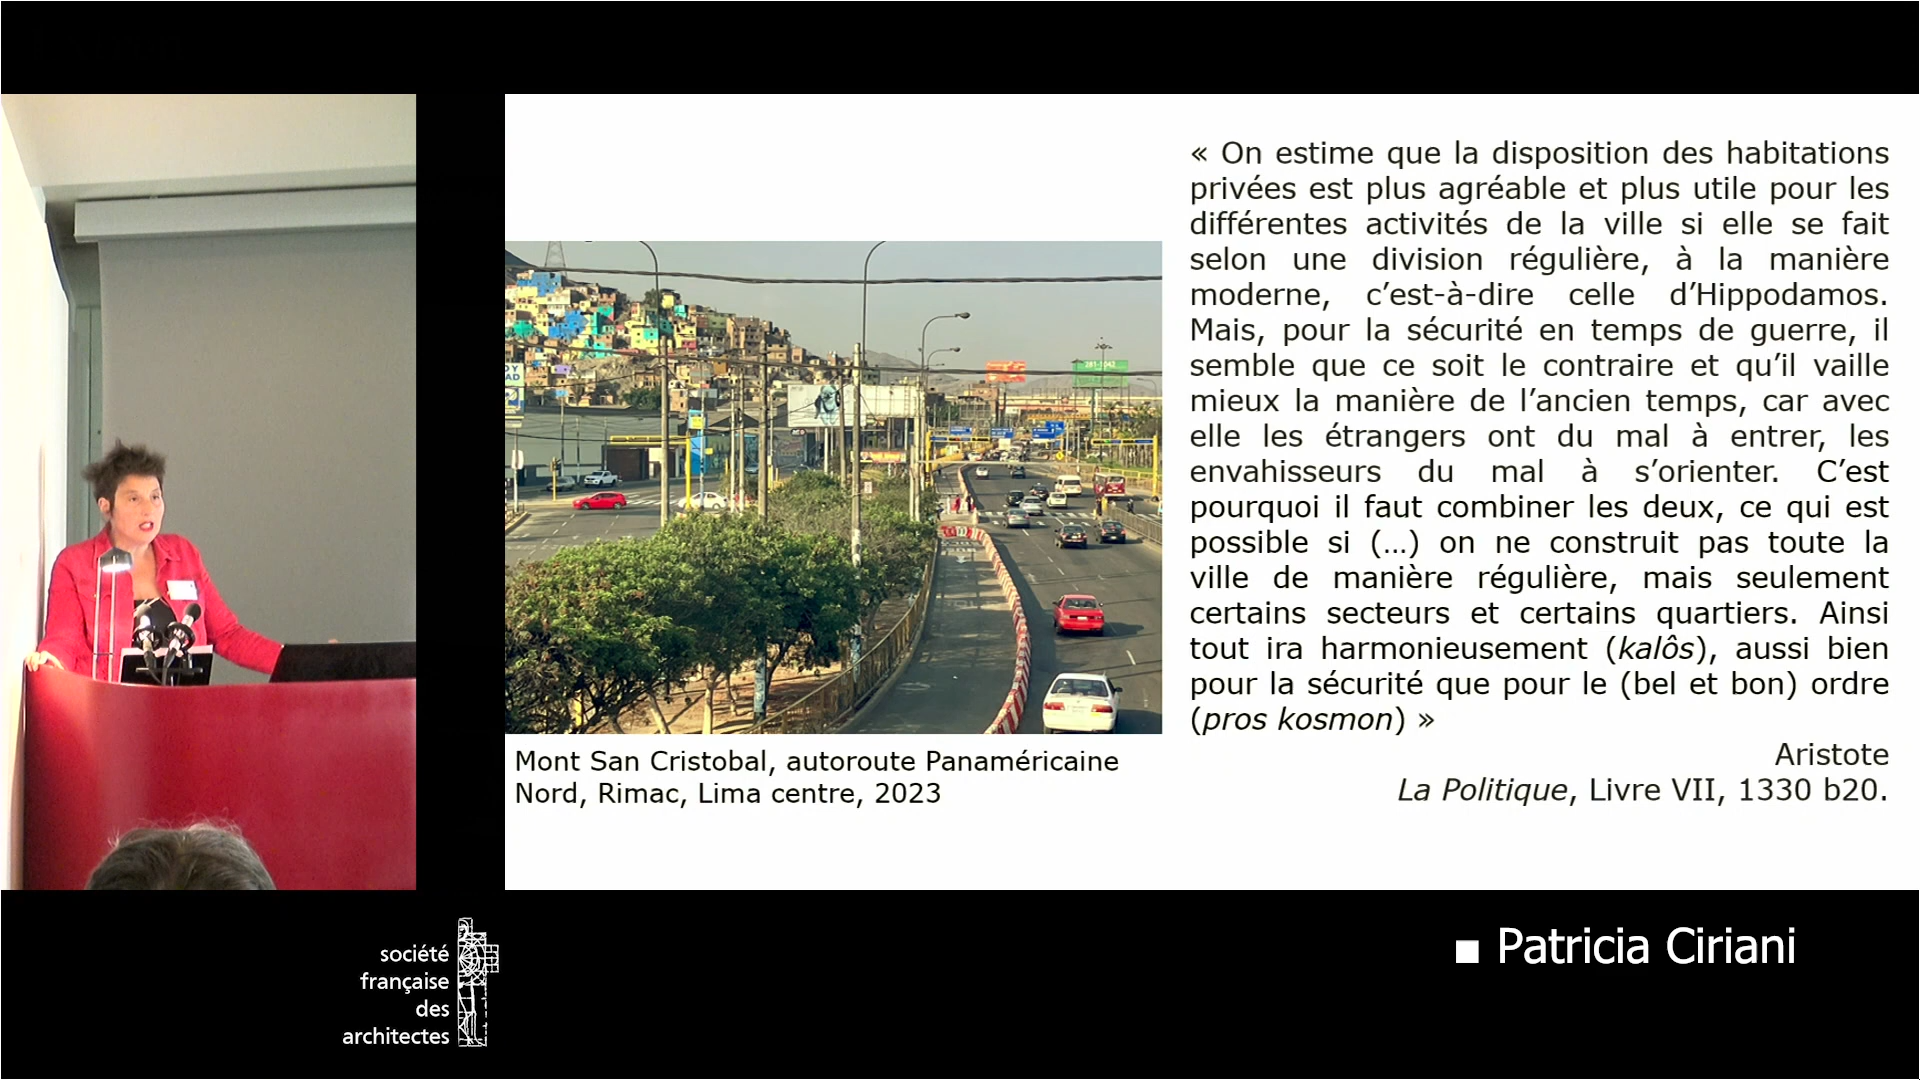 « On estime que la disposition des habitations
privées est plus agréable et plus utile pour les
différentes activités de la ville si elle se fait
selon une division régulière, à la manière
moderne, c’est-à-dire celle d’Hippodamos.
Mais, pour la sécurité en temps de guerre, il
semble que ce soit le contraire et qu’il vaille
mieux la manière de l’ancien temps, car avec
elle les étrangers ont du mal à entrer, les
envahisseurs du mal à s’orienter. C’est
pourquoi il faut combiner les deux, ce qui est
possible si (…) on ne construit pas toute la
ville de manière régulière, mais seulement
certains secteurs et certains quartiers. Ainsi
tout ira harmonieusement (kalôs), aussi bien
pour la sécurité que pour le (bel et bon) ordre
(pros kosmon) »
Aristote
La Politique, Livre VII, 1330 b20.
Mont San Cristobal, autoroute Panaméricaine
Nord, Rimac, Lima centre, 2023
société
française
des
architectes
▪ Patricia Ciriani